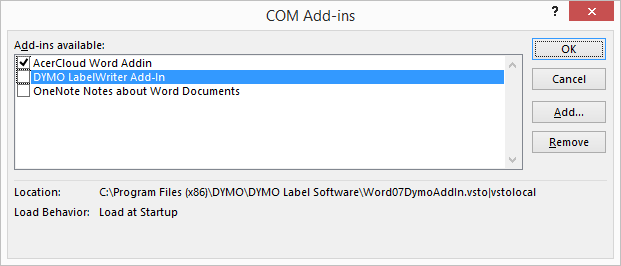 COM Add-ins
? ×
Add-ins available:
AcerCloud Word Addin
DYMO LabelWriter Add-In
OneNote Notes about Word Documents
OK
Cancel
Add...
Remove
Location: C:\Program Files (x86)\DYMO\DYMO Label Software\Word07DymoAddIn.vsto|vstolocal
Load Behavior: Load at Startup